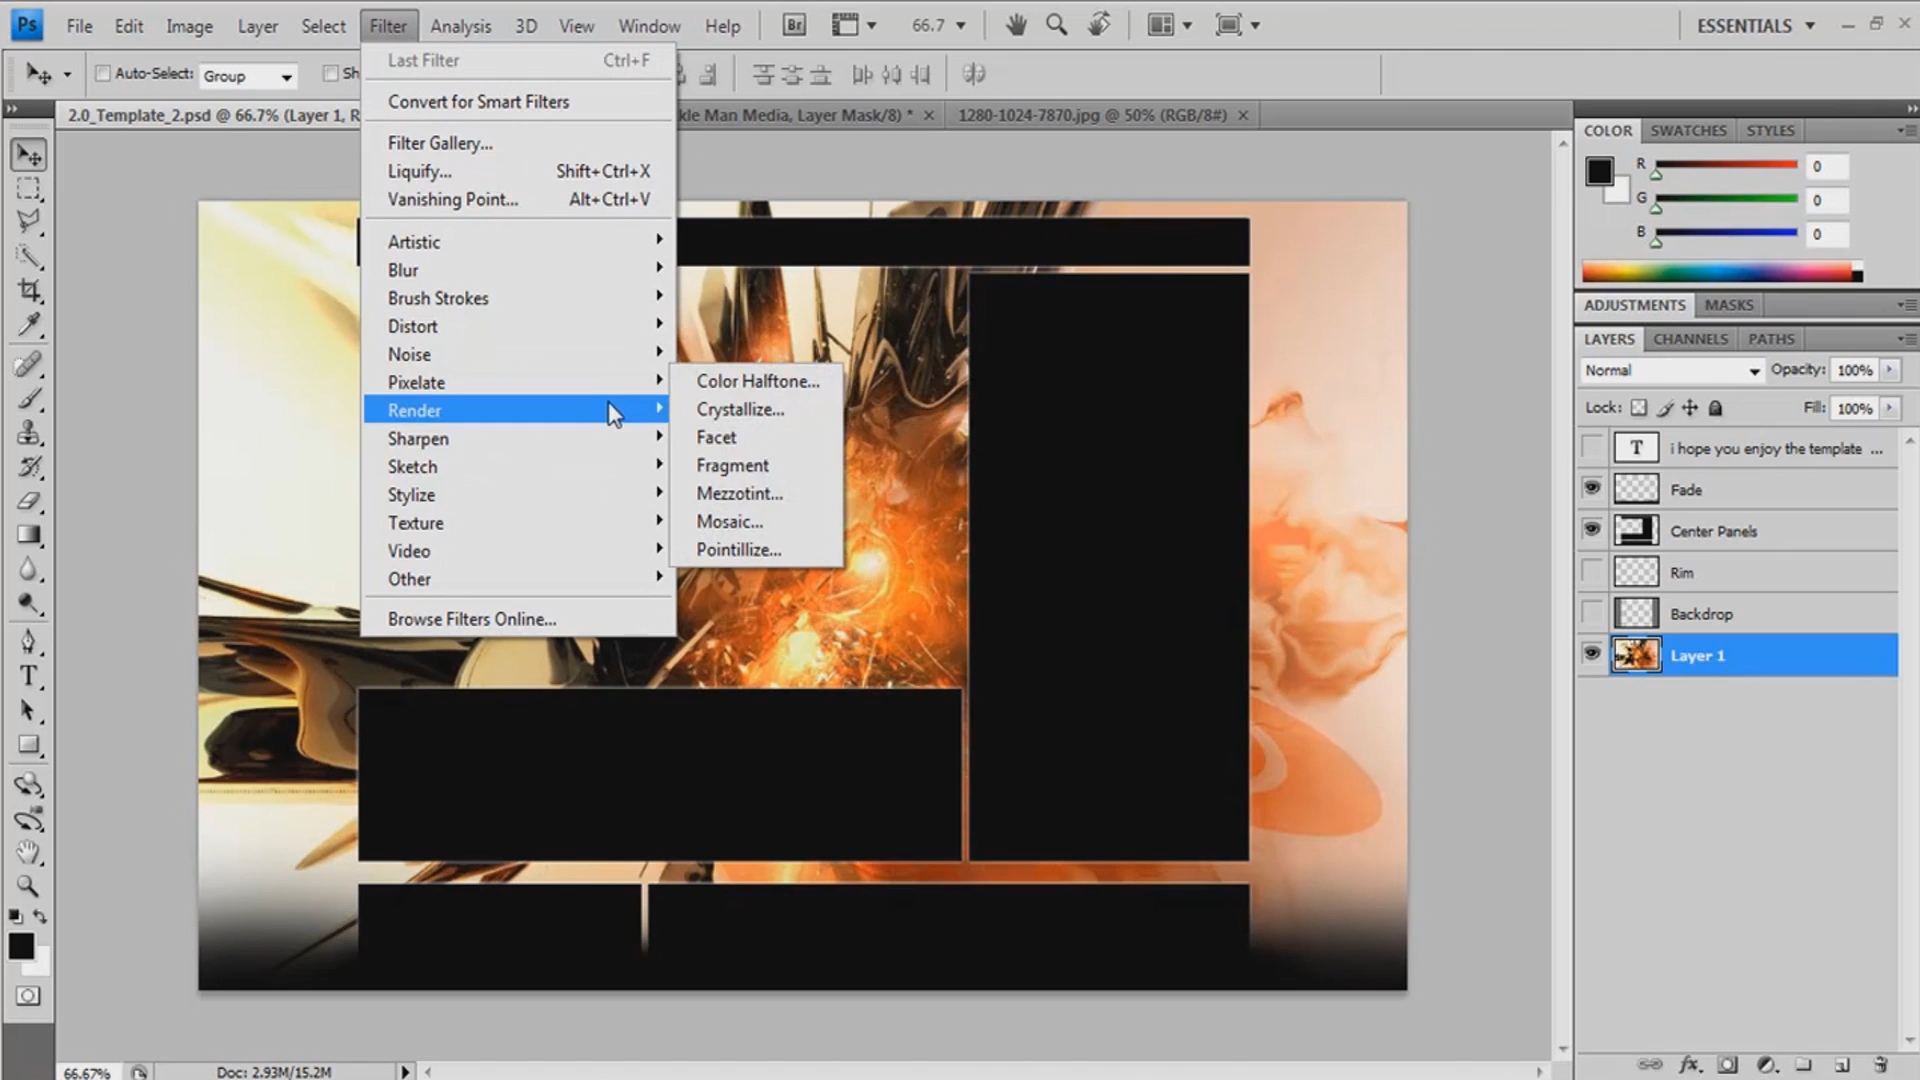 Ps File Edit Image Layer Select Filter Analysis 3D View Window Help Br 66.7 ESSENTIALS
Auto-Select: Group Sh
2.0_Template_2.psd @ 66.7% (Layer 1, R
kle Man Media, Layer Mask/8) *
1280-1024-7870.jpg @ 50% (RGB/8#)
Last Filter Ctrl+F
Convert for Smart Filters
Filter Gallery...
Liquify... Shift+Ctrl+X
Vanishing Point... Alt+Ctrl+V
Artistic
Blur
Brush Strokes
Distort
Noise
Pixelate
Render
Sharpen
Sketch
Stylize
Texture
Video
Other
Browse Filters Online...
Color Halftone...
Crystallize...
Facet
Fragment
Mezzotint...
Mosaic...
Pointillize...
COLOR SWATCHES STYLES
R 0
G 0
B 0
ADJUSTMENTS MASKS
LAYERS CHANNELS PATHS
Normal Opacity: 100%
Lock: Fill: 100%
T i hope you enjoy the template ...
Fade
Center Panels
Rim
Backdrop
Layer 1
66.67% Doc: 2.93M/15.2M